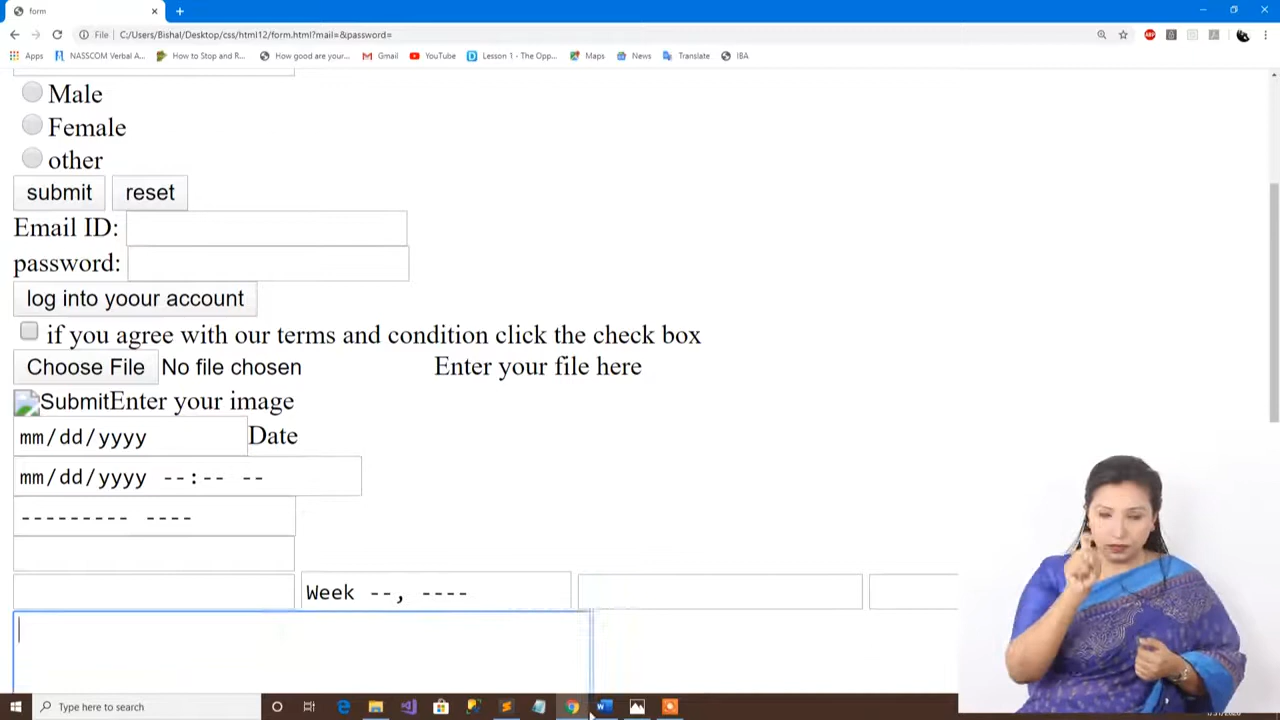 form
File | C:/Users/Bishal/Desktop/css/html12/form.html?mail=&password=
Apps NASSCOM Verbal A... How to Stop and R... How good are your... Gmail YouTube Lesson 1 - The Opp... Maps News Translate IBA
Male
Female
other
submit reset
Email ID:
password:
log into yoour account
if you agree with our terms and condition click the check box
Choose File No file chosen Enter your file here
SubmitEnter your image
mm/dd/yyyy Date
mm/dd/yyyy --:-- --
--------- ----
Week --, ----
Type here to search